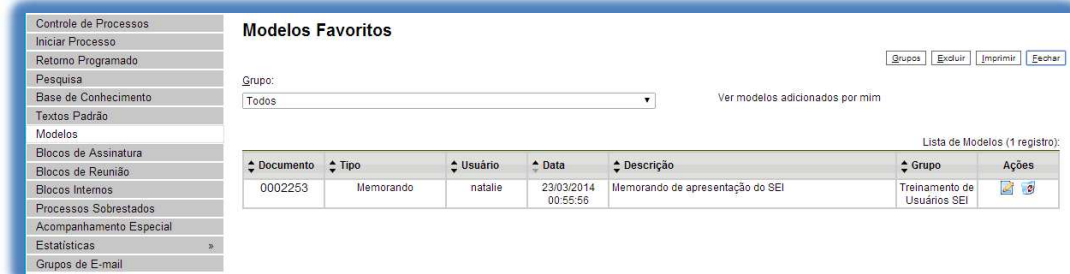 Controle de Processos
Iniciar Processo
Retorno Programado
Pesquisa
Base de Conhecimento
Textos Padrão
Modelos
Blocos de Assinatura
Blocos de Reunião
Blocos Internos
Processos Sobrestados
Acompanhamento Especial
Estatísticas »
Grupos de E-mail
Modelos Favoritos
Grupos Excluir Imprimir Fechar
Grupo:
Todos Ver modelos adicionados por mim
Lista de Modelos (1 registro):
Documento Tipo Usuário Data Descrição Grupo Ações
0002253 Memorando natalie 23/03/2014 Memorando de apresentação do SEI Treinamento de
00:55:56 Usuários SEI